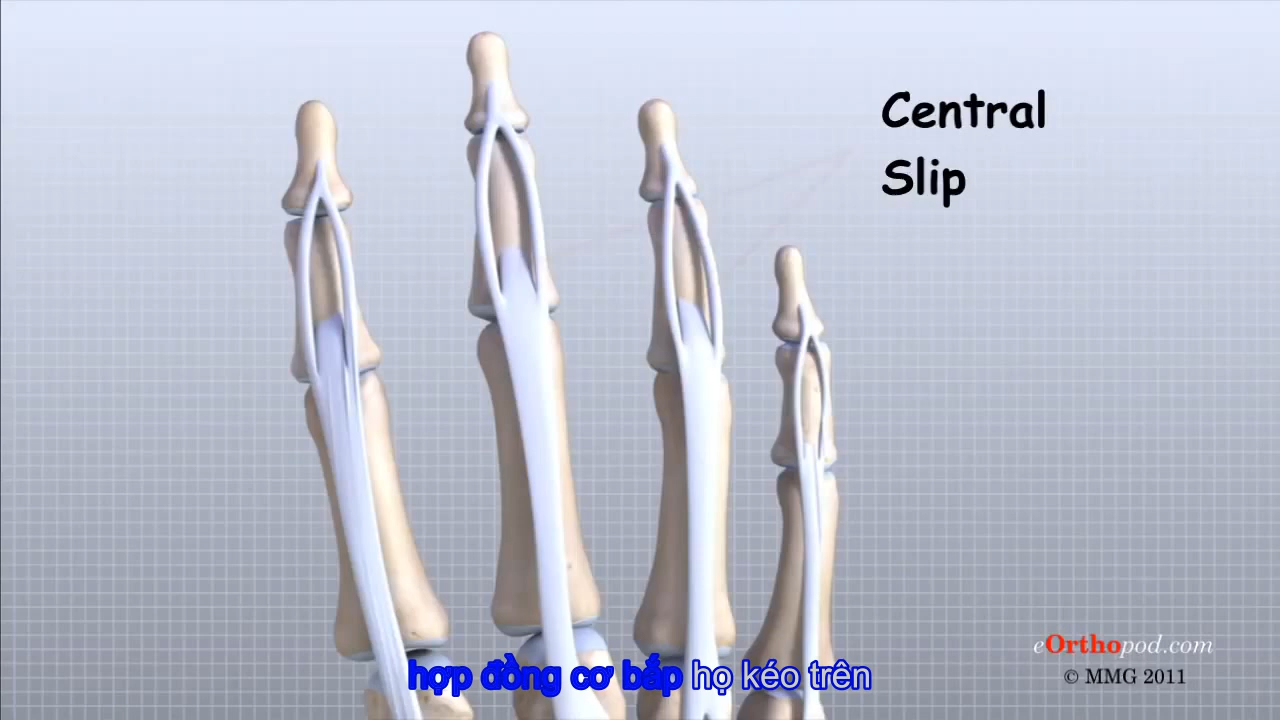 Central
Slip
eOrthopod.com
© MMG 2011
hợp đồng cơ bắp họ kéo trên